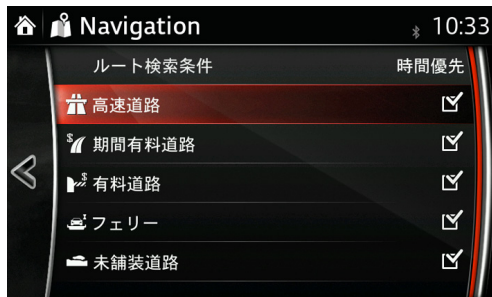 Navigation 10:33
ルート検索条件 時間優先
高速道路
$ 期間有料道路
$ 有料道路
フェリー
未舗装道路